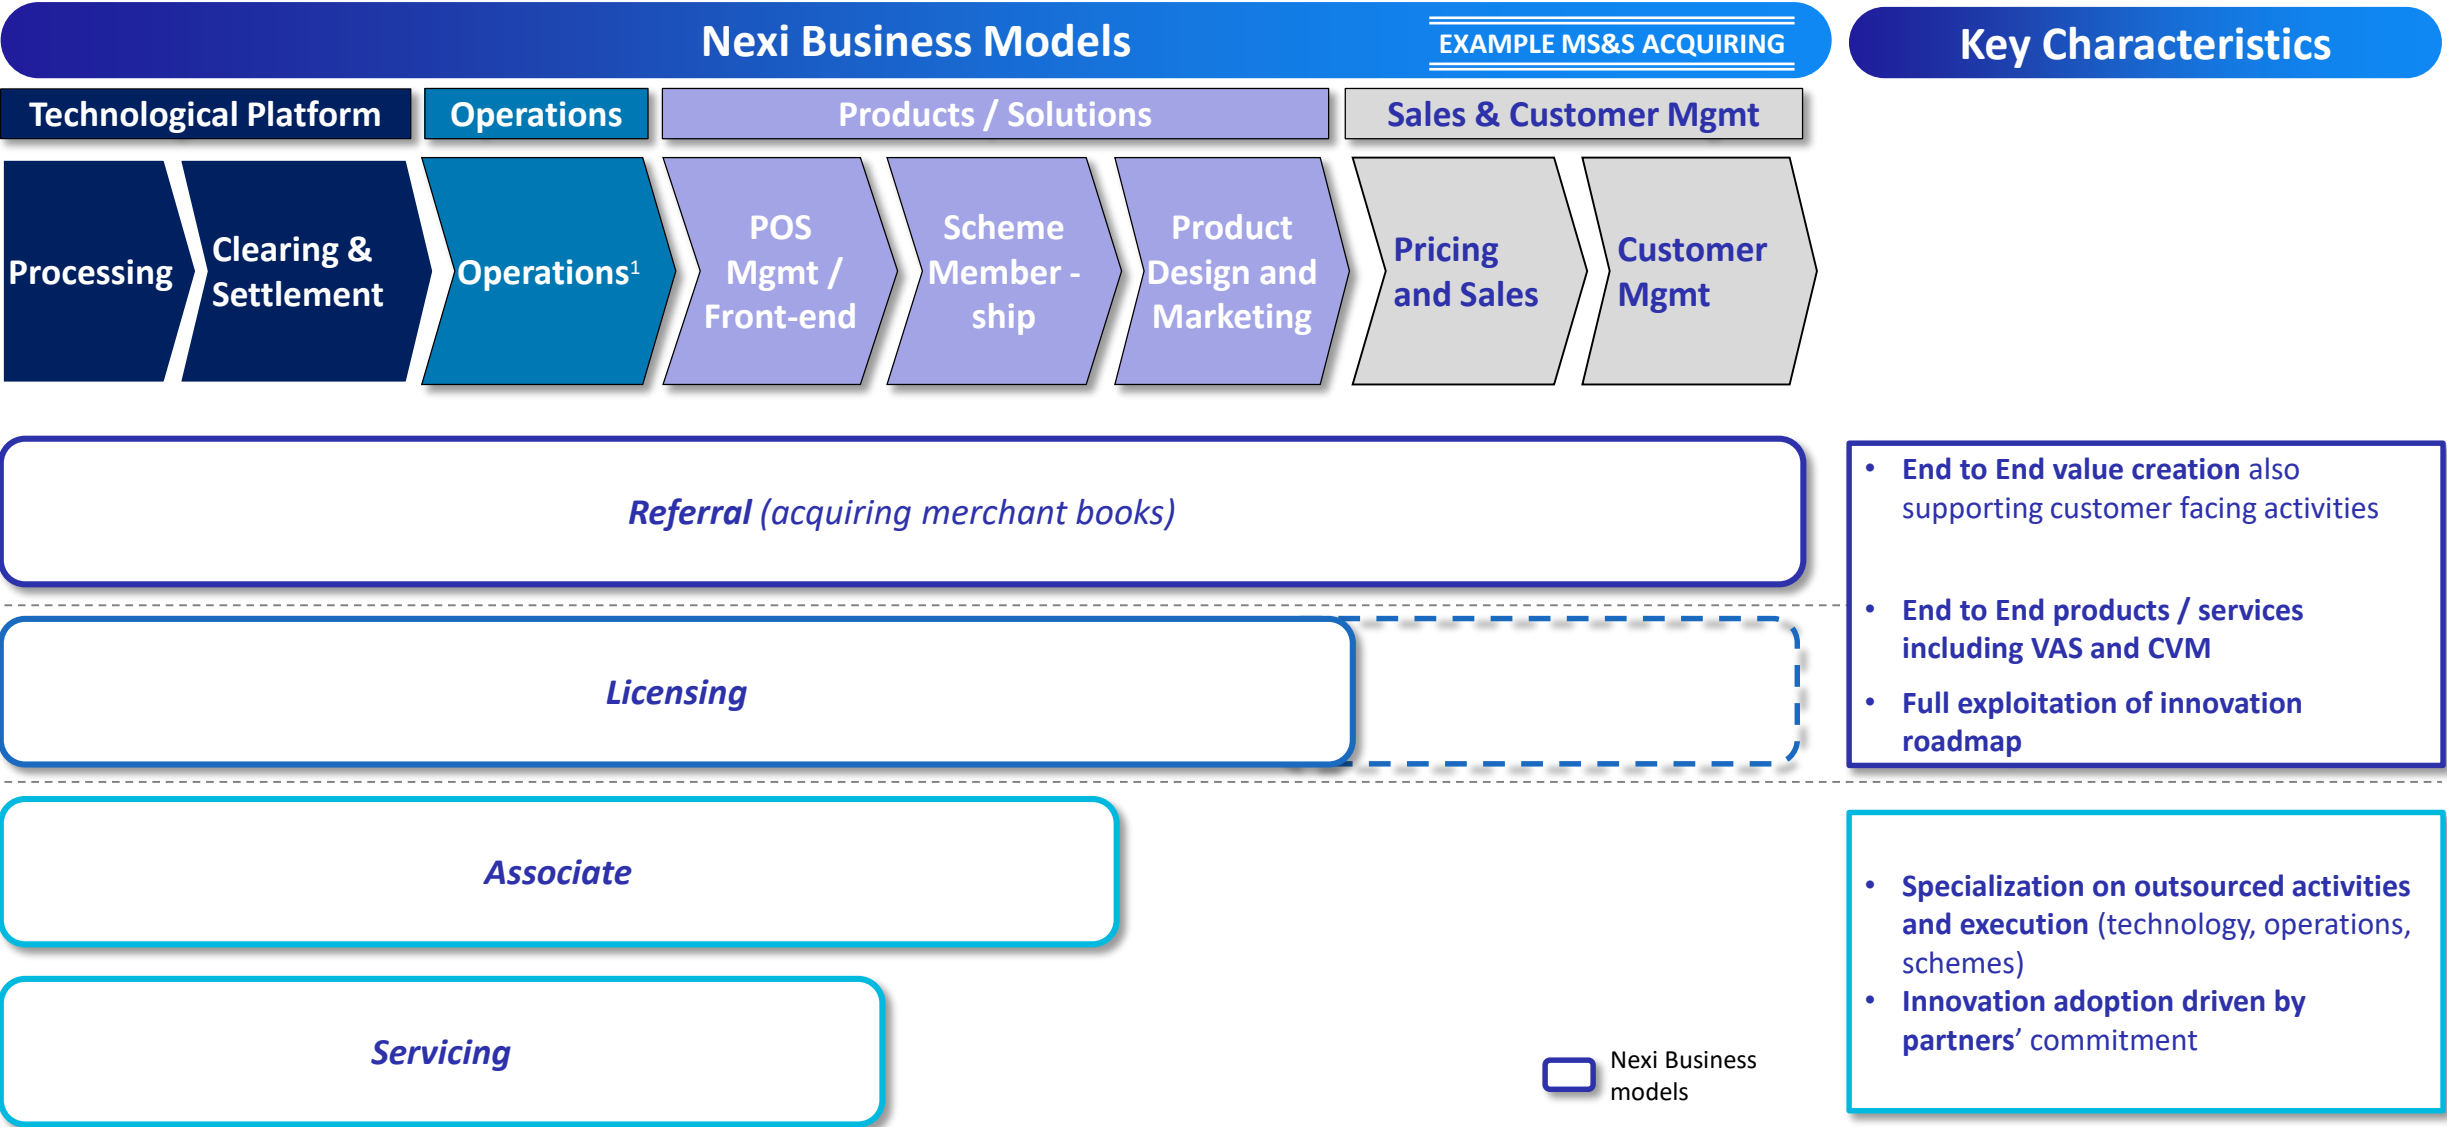 Nexi Business Models
EXAMPLE MS&S ACQUIRING
Key Characteristics
Technological Platform
Operations
Products / Solutions
Sales & Customer Mgmt
Processing
Clearing &
Settlement
Operations1
POS
Mgmt /
Front-end
Scheme
Member -
ship
Product
Design and
Marketing
Pricing
and Sales
Customer
Mgmt
Referral (acquiring merchant books)
• End to End value creation also
supporting customer facing activities
• End to End products / services
including VAS and CVM
• Full exploitation of innovation
roadmap
Licensing
Associate
• Specialization on outsourced activities
and execution (technology, operations,
schemes)
• Innovation adoption driven by
partners’ commitment
Servicing
Nexi Business
models